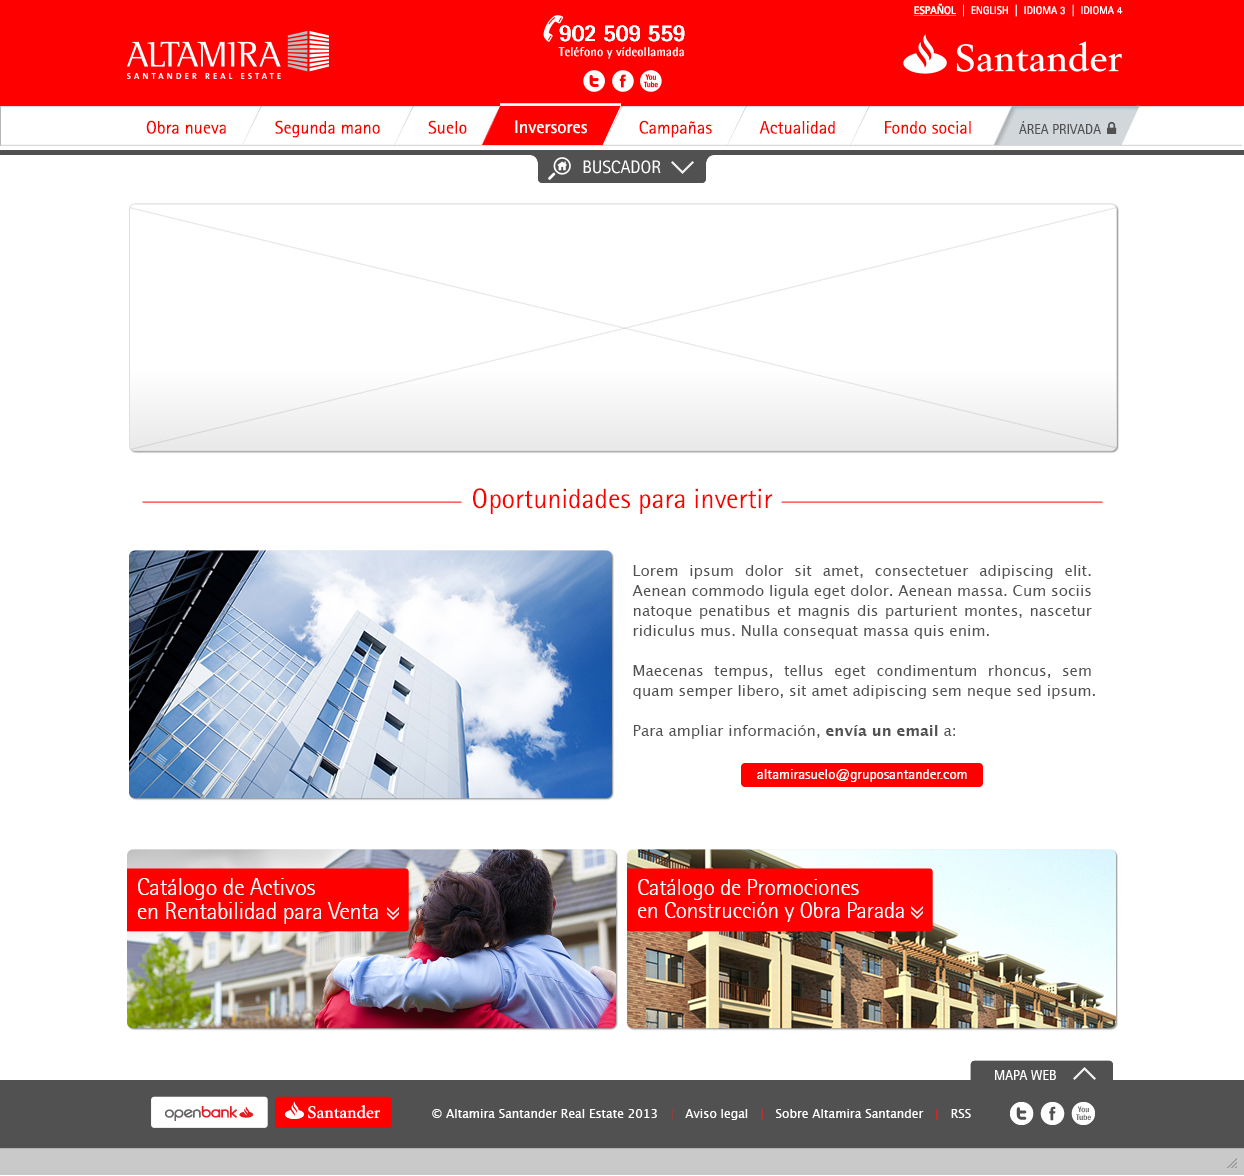 ESPAÑOL | ENGLISH | IDIOMA 3 | IDIOMA 4
ALTAMIRA
SANTANDER REAL ESTATE
902 509 559
Teléfono y vídeollamada
You Tube
Santander
Obra nueva
Segunda mano
Suelo
Inversores
Campañas
Actualidad
Fondo social
ÁREA PRIVADA
BUSCADOR
Oportunidades para invertir
Lorem ipsum dolor sit amet, consectetuer adipiscing elit.
Aenean commodo ligula eget dolor. Aenean massa. Cum sociis
natoque penatibus et magnis dis parturient montes, nascetur
ridiculus mus. Nulla consequat massa quis enim.
Maecenas tempus, tellus eget condimentum rhoncus, sem
quam semper libero, sit amet adipiscing sem neque sed ipsum.
Para ampliar información, envía un email a:
altamirasuelo@gruposantander.com
Catálogo de Activos
en Rentabilidad para Venta
Catálogo de Promociones
en Construcción y Obra Parada
MAPA WEB
openbank
Santander
© Altamira Santander Real Estate 2013 | Aviso legal | Sobre Altamira Santander | RSS
You Tube